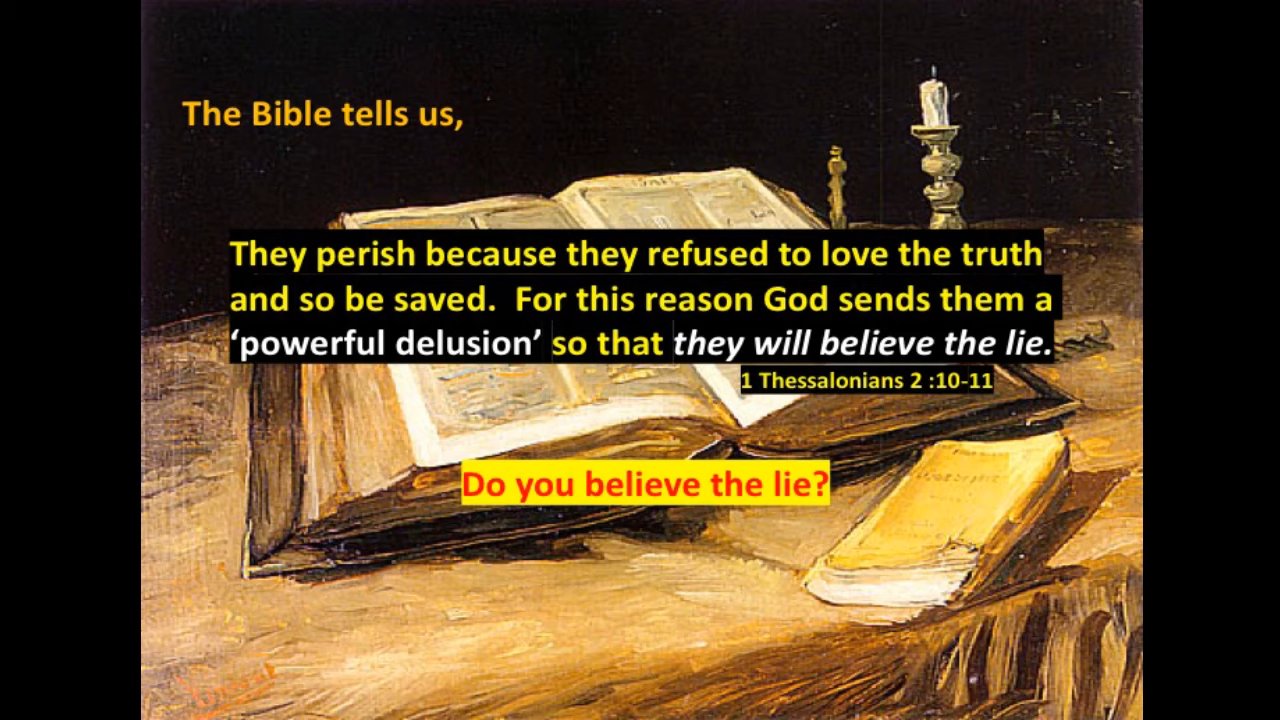 The Bible tells us,
They perish because they refused to love the truth
and so be saved.  For this reason God sends them a
‘powerful delusion’ so that they will believe the lie.
1 Thessalonians 2 :10-11
Do you believe the lie?